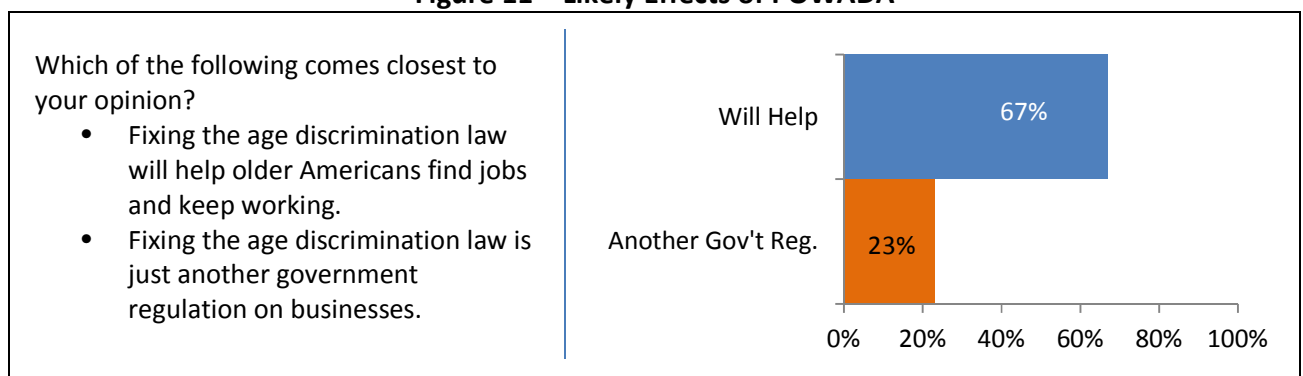 Which of the following comes closest to
your opinion?
• Fixing the age discrimination law
will help older Americans find jobs
and keep working.
• Fixing the age discrimination law is
just another government
regulation on businesses.
Will Help
67%
Another Gov't Reg.
23%
0% 20% 40% 60% 80% 100%